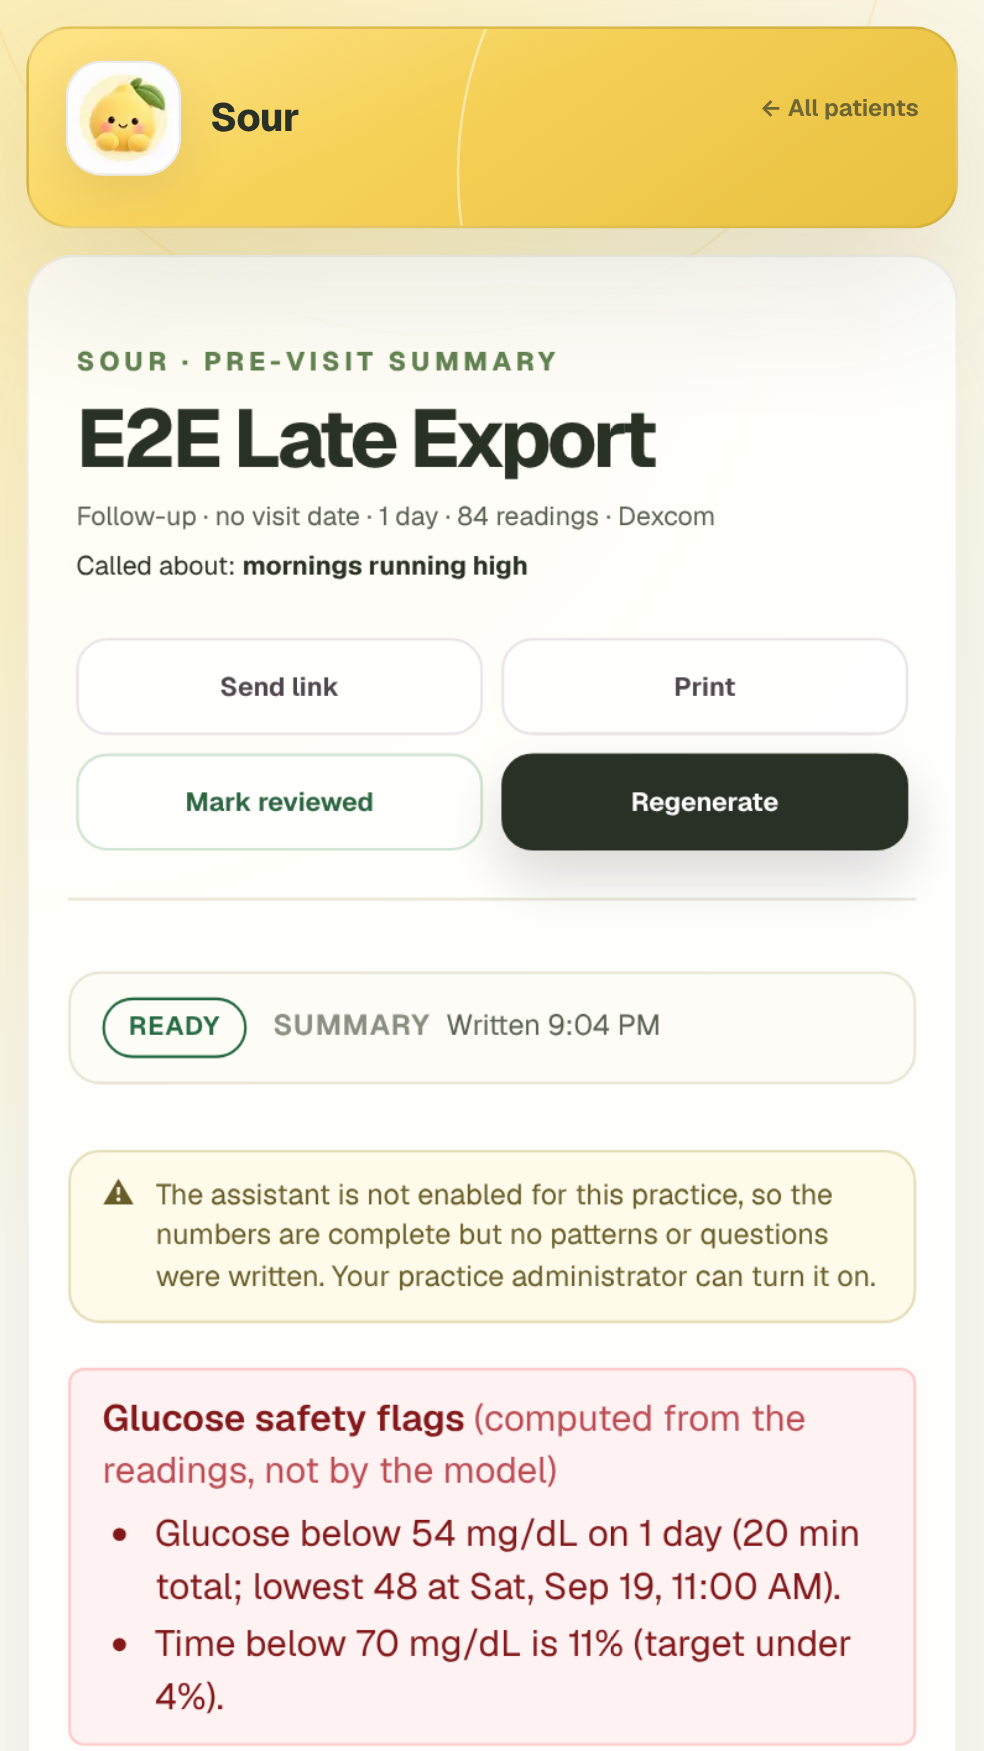 Sour
← All patients
SOUR · PRE-VISIT SUMMARY
E2E Late Export
Follow-up · no visit date · 1 day · 84 readings · Dexcom
Called about: mornings running high
Send link
Print
Mark reviewed
Regenerate
READY SUMMARY Written 9:04 PM
The assistant is not enabled for this practice, so the
numbers are complete but no patterns or questions
were written. Your practice administrator can turn it on.
Glucose safety flags (computed from the
readings, not by the model)
• Glucose below 54 mg/dL on 1 day (20 min
total; lowest 48 at Sat, Sep 19, 11:00 AM).
• Time below 70 mg/dL is 11% (target under
4%).